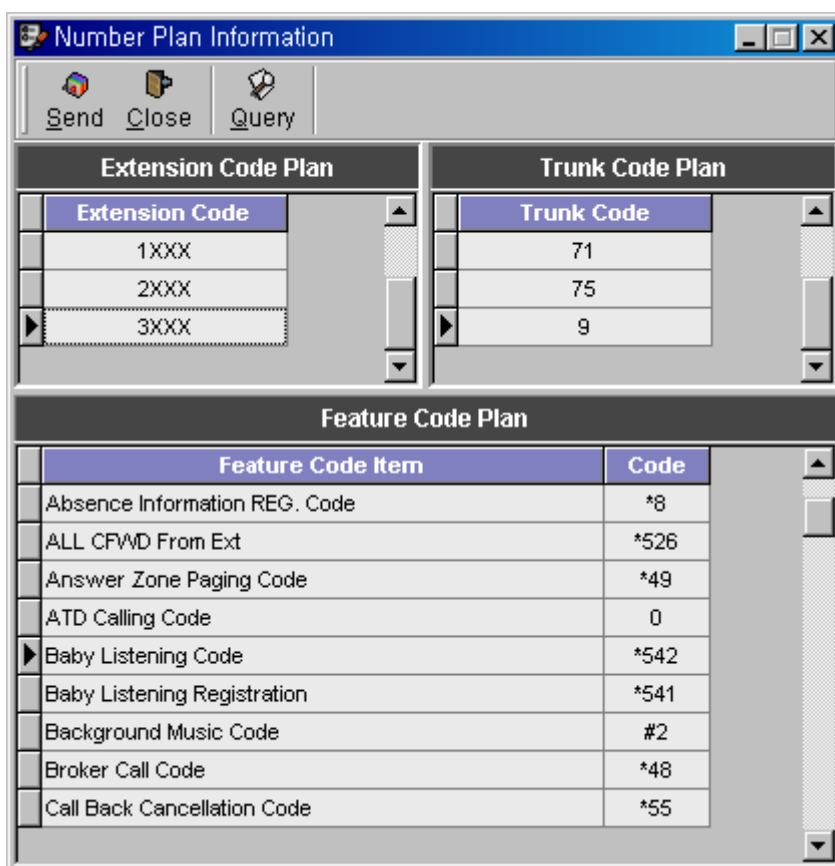 Number Plan Information
Send Close Query
Extension Code Plan
Extension Code
1XXX
2XXX
3XXX
Trunk Code Plan
Trunk Code
71
75
9
Feature Code Plan
Feature Code Item Code
Absence Information REG. Code *8
ALL CFWD From Ext *526
Answer Zone Paging Code *49
ATD Calling Code 0
Baby Listening Code *542
Baby Listening Registration *541
Background Music Code #2
Broker Call Code *48
Call Back Cancellation Code *55